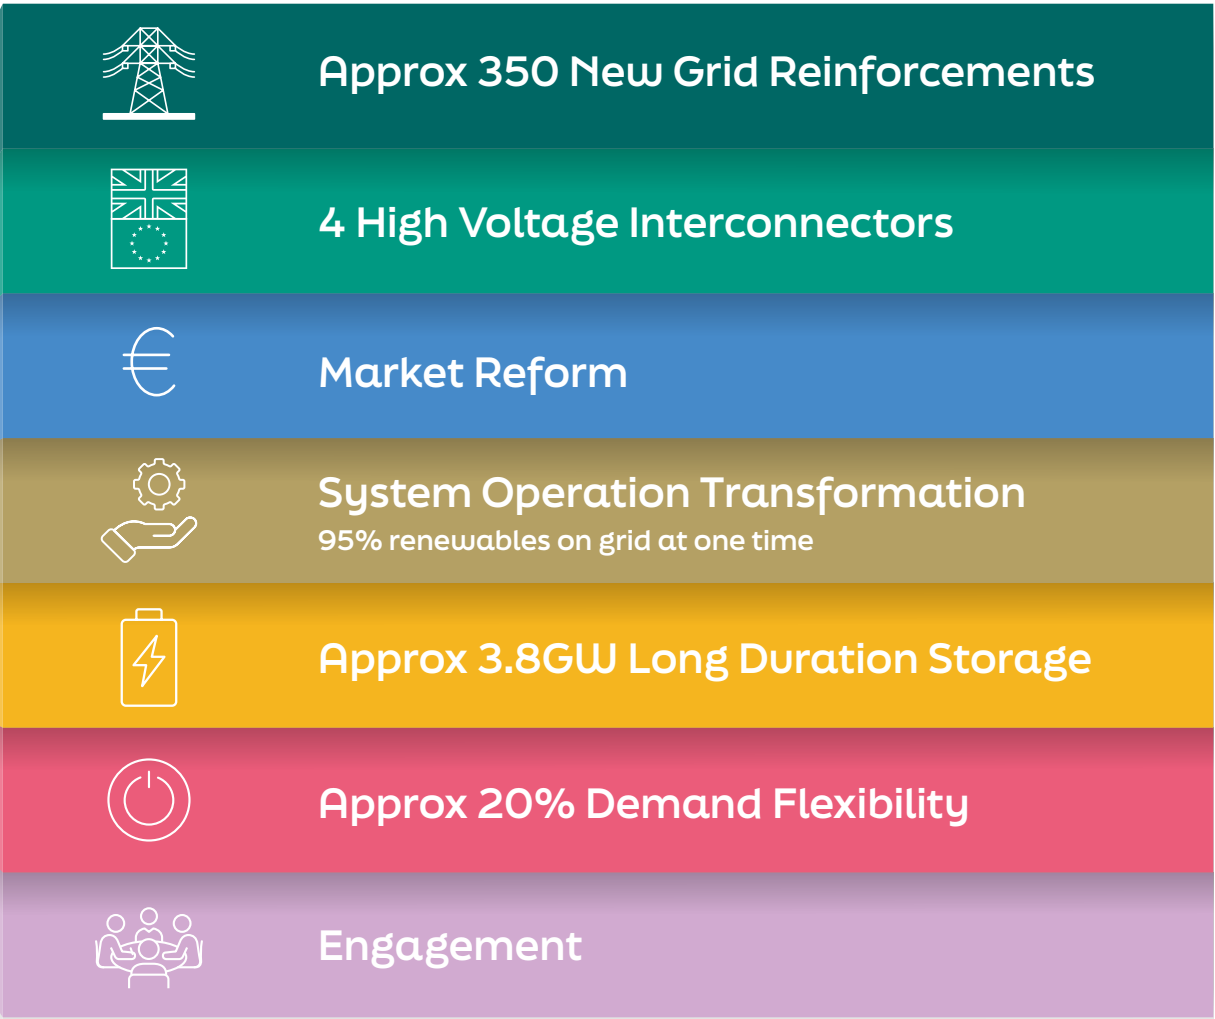 Approx 350 New Grid Reinforcements
4 High Voltage Interconnectors
Market Reform
System Operation Transformation
95% renewables on grid at one time
Approx 3.8GW Long Duration Storage
Approx 20% Demand Flexibility
Engagement